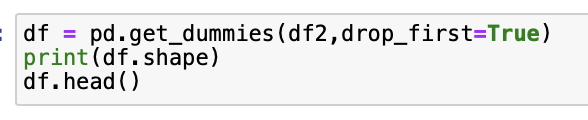 df = pd.get_dummies(df2,drop_first=True)
print(df.shape)
df.head()